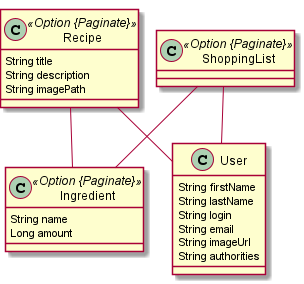 C
«Option {Paginate}»
Recipe
String title
String description
String imagePath
C
«Option {Paginate}»
ShoppingList
C
«Option {Paginate}»
Ingredient
String name
Long amount
C
User
String firstName
String lastName
String login
String email
String imageUrl
String authorities